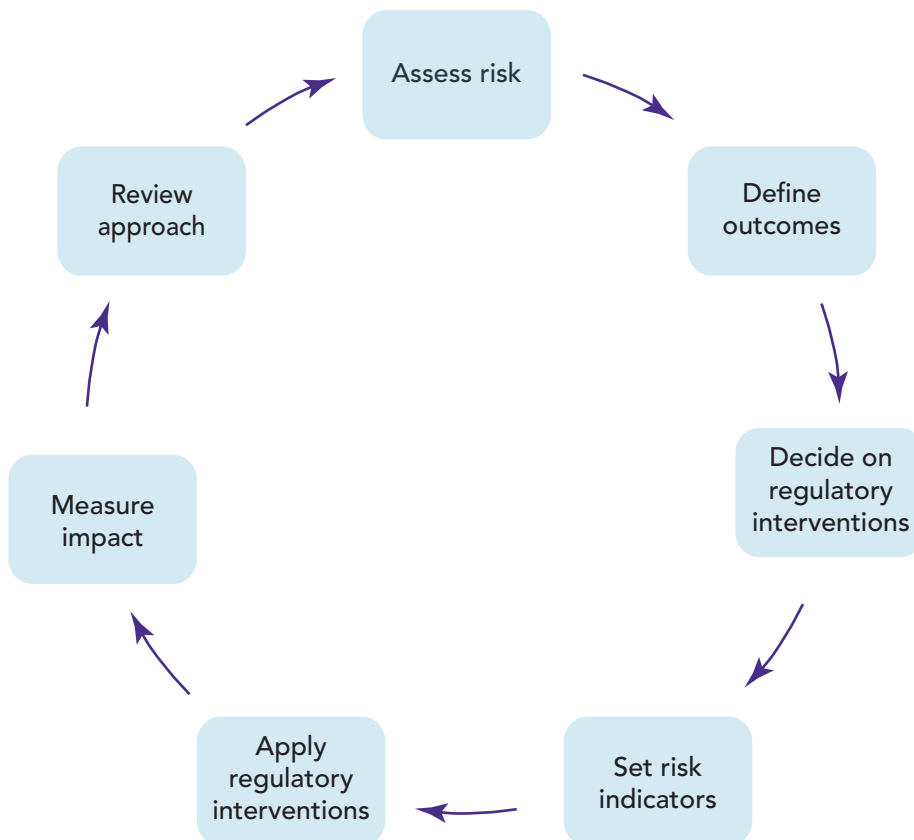 Assess risk
Define
outcomes
Decide on
regulatory
interventions
Set risk
indicators
Apply
regulatory
interventions
Measure
impact
Review
approach